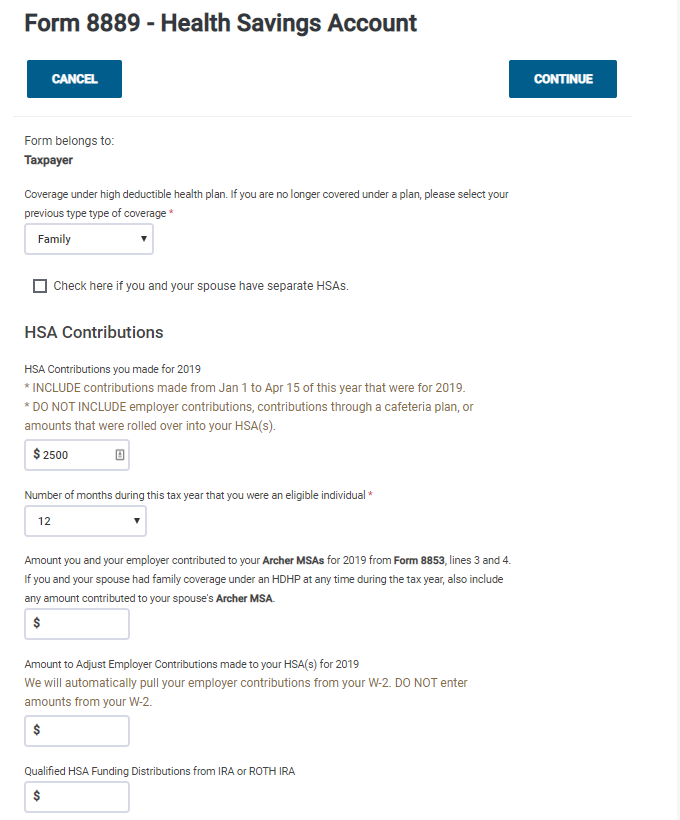 Form 8889 - Health Savings Account
CANCEL
CONTINUE
Form belongs to:
Taxpayer
Coverage under high deductible health plan. If you are no longer covered under a plan, please select your
previous type type of coverage *
Family
Check here if you and your spouse have separate HSAs.
HSA Contributions
HSA Contributions you made for 2019
* INCLUDE contributions made from Jan 1 to Apr 15 of this year that were for 2019.
* DO NOT INCLUDE employer contributions, contributions through a cafeteria plan, or
amounts that were rolled over into your HSA(s).
$ 2500
Number of months during this tax year that you were an eligible individual *
12
Amount you and your employer contributed to your Archer MSAs for 2019 from Form 8853, lines 3 and 4.
If you and your spouse had family coverage under an HDHP at any time during the tax year, also include
any amount contributed to your spouse's Archer MSA.
$
Amount to Adjust Employer Contributions made to your HSA(s) for 2019
We will automatically pull your employer contributions from your W-2. DO NOT enter
amounts from your W-2.
$
Qualified HSA Funding Distributions from IRA or ROTH IRA
$